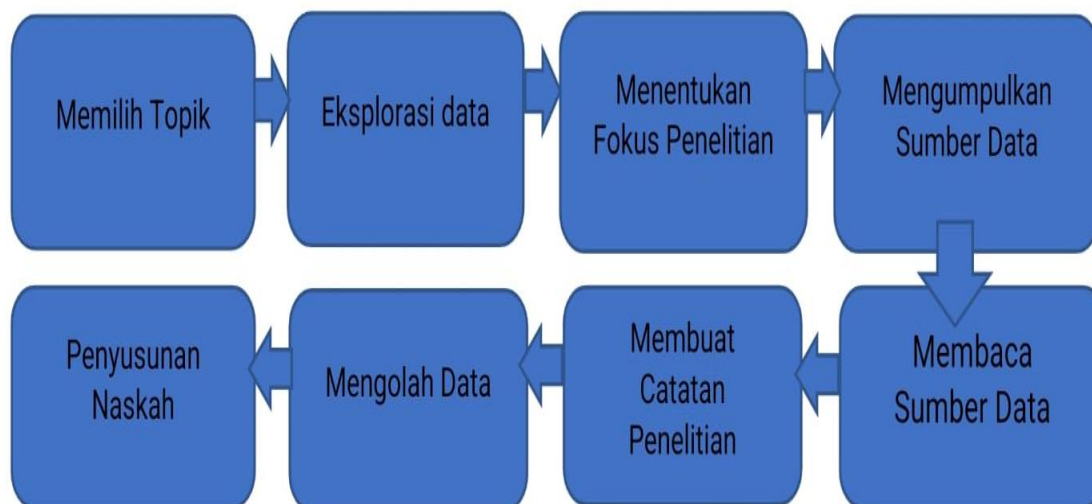 Memilih Topik
Eksplorasi data
Menentukan
Fokus Penelitian
Mengumpulkan
Sumber Data
Membaca
Sumber Data
Membuat
Catatan
Penelitian
Mengolah Data
Penyusunan
Naskah